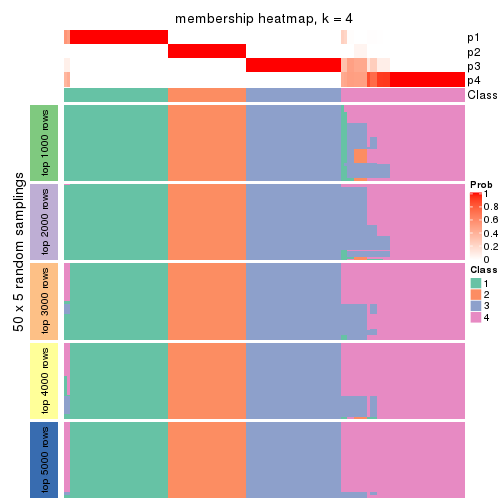 membership heatmap, k = 4
p1
p2
p3
p4
Class
50 x 5 random samplings
top 1000 rows
top 2000 rows
top 3000 rows
top 4000 rows
top 5000 rows
Prob
1
0.8
0.6
0.4
0.2
0
Class
1
2
3
4